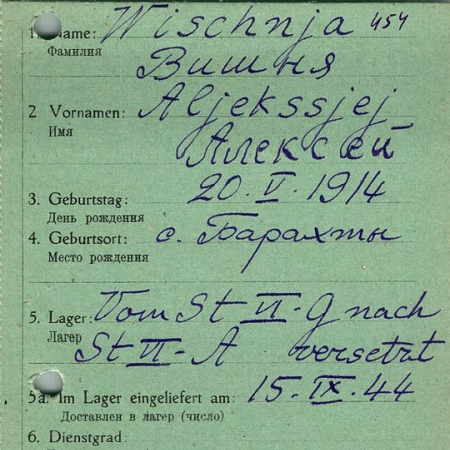 1. Name: Wischnja 454
Фамилия Вишня
2 Vornamen: Aljekssjej
Имя Алексей
3. Geburtstag: 20. V. 1914
День рождения
4. Geburtsort: с. Барахты
Место рождения
5. Lager: Vom St II-G nach
Лагер St II-A versetzt
5a. Im Lager eingeliefert am: 15. IX. 44
Доставлен в лагер (число)
6. Dienstgrad: